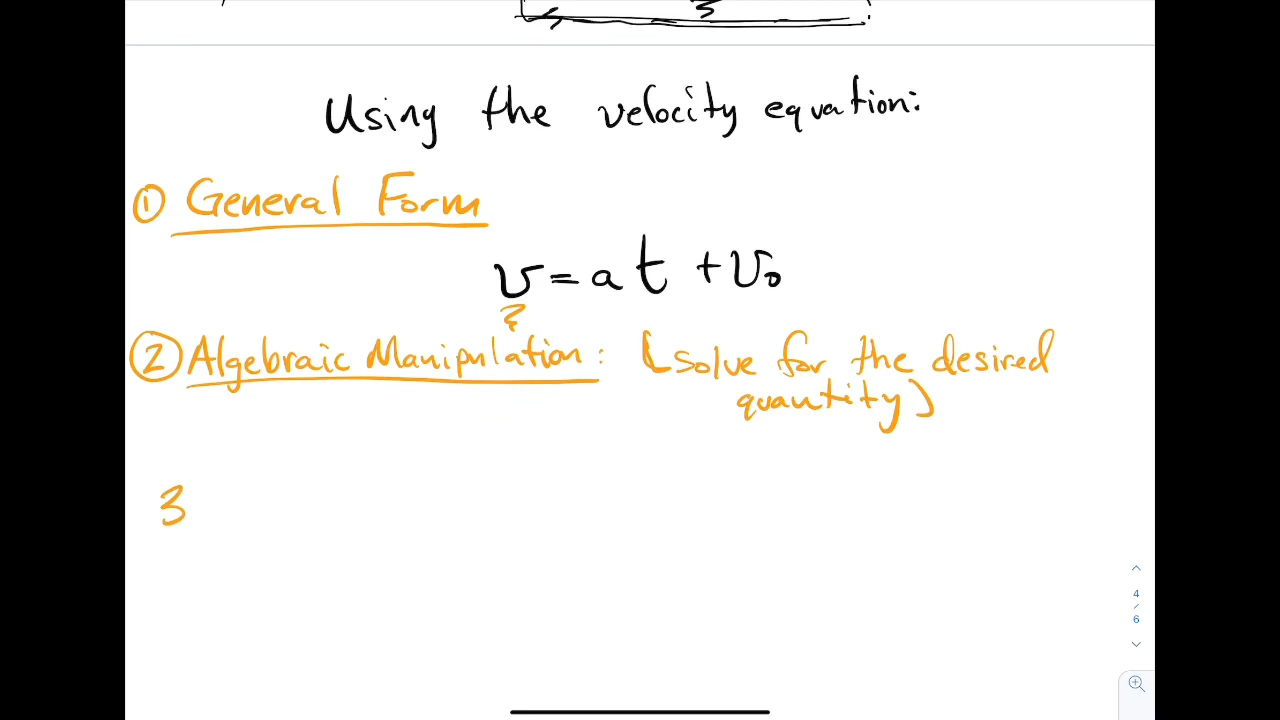 Using the velocity equation:
① General Form
v = at + v₀
② Algebraic Manipulation: (solve for the desired
quantity)
3
4
/
6